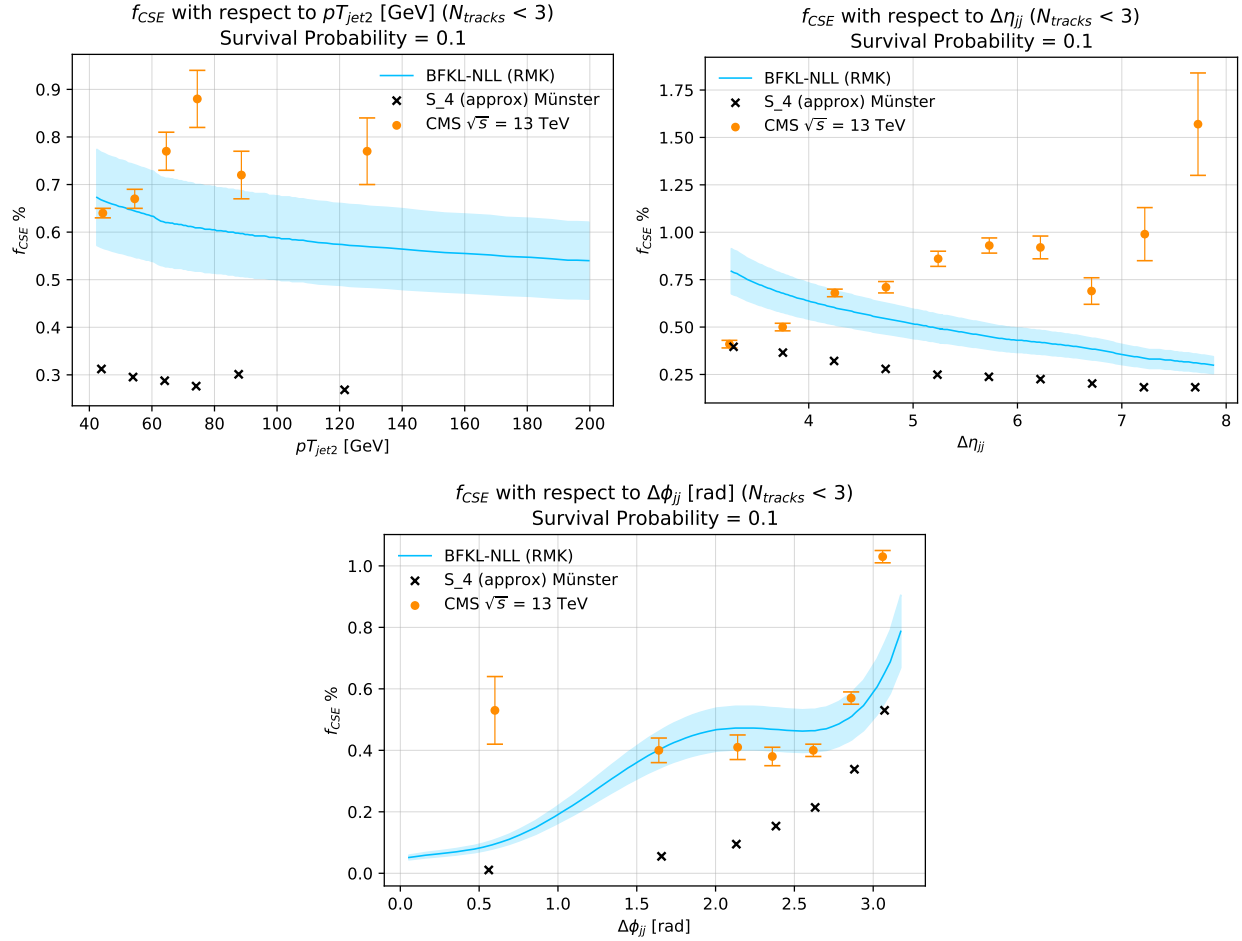 f_CSE with respect to pT_jet2 [GeV] (N_tracks < 3)
Survival Probability = 0.1
BFKL-NLL (RMK)
S_4 (approx) Münster
CMS √s = 13 TeV
f_CSE %
0.9
0.8
0.7
0.6
0.5
0.4
0.3
40 60 80 100 120 140 160 180 200
pT_jet2 [GeV]
f_CSE with respect to Δη_jj (N_tracks < 3)
Survival Probability = 0.1
BFKL-NLL (RMK)
S_4 (approx) Münster
CMS √s = 13 TeV
f_CSE %
1.75
1.50
1.25
1.00
0.75
0.50
0.25
4 5 6 7 8
Δη_jj
f_CSE with respect to Δϕ_jj [rad] (N_tracks < 3)
Survival Probability = 0.1
BFKL-NLL (RMK)
S_4 (approx) Münster
CMS √s = 13 TeV
f_CSE %
1.0
0.8
0.6
0.4
0.2
0.0
0.0 0.5 1.0 1.5 2.0 2.5 3.0
Δϕ_jj [rad]